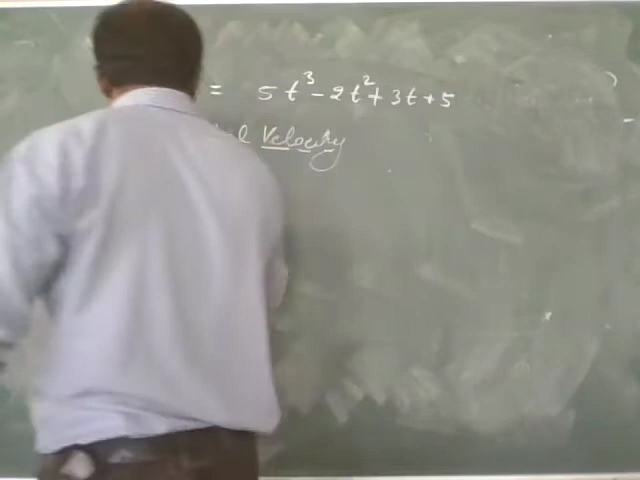 = 5t³ - 2t² + 3t + 5
Velocity